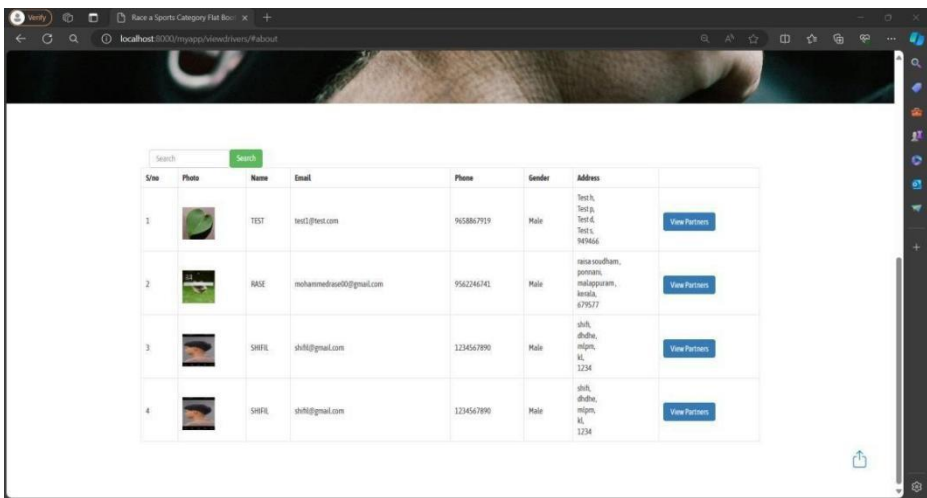 Verify
Race a Sports Category Flat Boo
localhost:8000/myapp/viewdrivers/#about
Search Search
S/no Photo Name Email Phone Gender Address
1 TEST test1@test.com 9658867919 Male Test h,
Test p,
Test d,
Test s,
949466
View Partners
2 RASE mohammedrase00@gmail.com 9562246741 Male raisa soudham,
ponnani,
malappuram,
kerala,
679577
View Partners
3 SHIFIL shifil@gmail.com 1234567890 Male shifi,
dhdhe,
mlpm,
kl,
1234
View Partners
4 SHIFIL shifil@gmail.com 1234567890 Male shifi,
dhdhe,
mlpm,
kl,
1234
View Partners